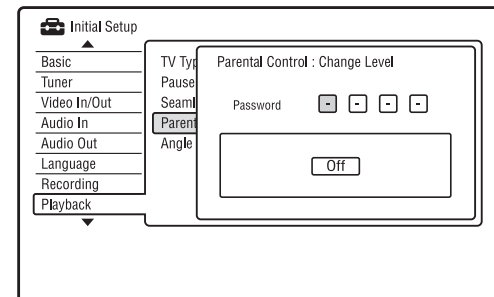 Initial Setup
Basic
Tuner
Video In/Out
Audio In
Audio Out
Language
Recording
Playback
TV Typ
Pause
Seaml
Parent
Angle
Parental Control : Change Level
Password - - - -
Off